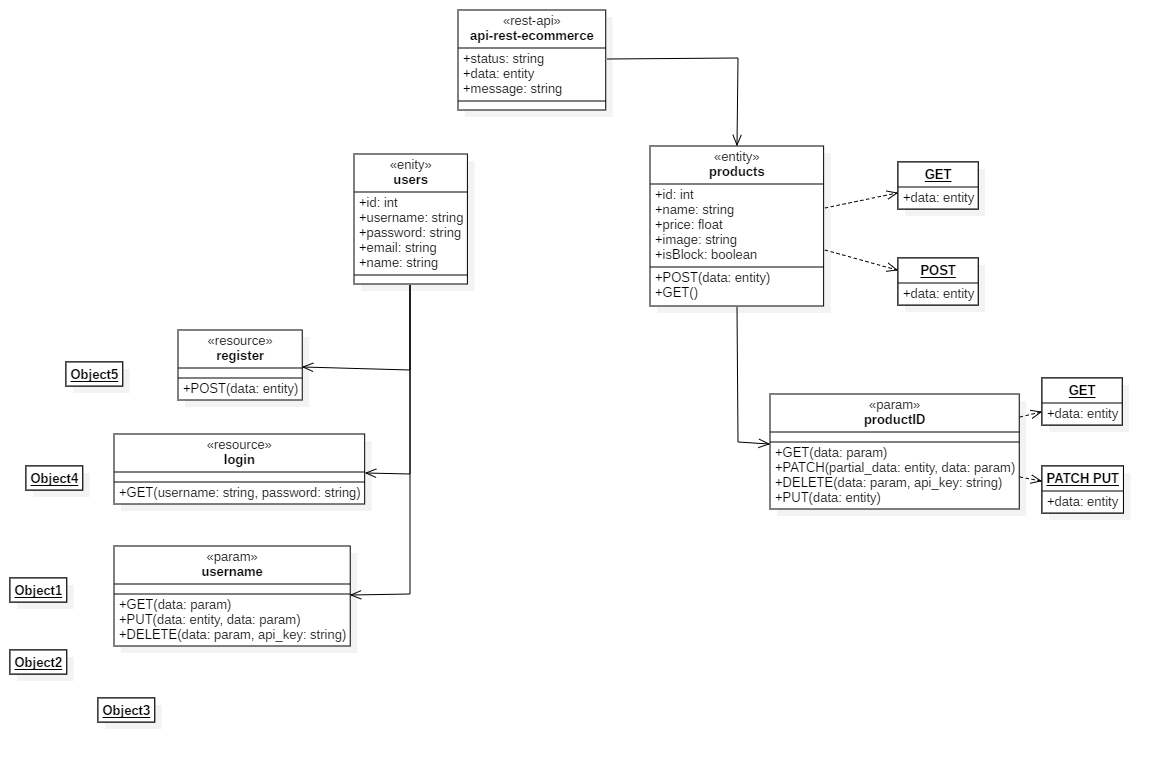 «rest-api»
api-rest-ecommerce
+status: string
+data: entity
+message: string
«enity»
users
+id: int
+username: string
+password: string
+email: string
+name: string
«entity»
products
+id: int
+name: string
+price: float
+image: string
+isBlock: boolean
+POST(data: entity)
+GET()
GET
+data: entity
POST
+data: entity
«resource»
register
+POST(data: entity)
Object5
«resource»
login
+GET(username: string, password: string)
Object4
«param»
productID
+GET(data: param)
+PATCH(partial_data: entity, data: param)
+DELETE(data: param, api_key: string)
+PUT(data: entity)
GET
+data: entity
PATCH PUT
+data: entity
«param»
username
+GET(data: param)
+PUT(data: entity, data: param)
+DELETE(data: param, api_key: string)
Object1
Object2
Object3